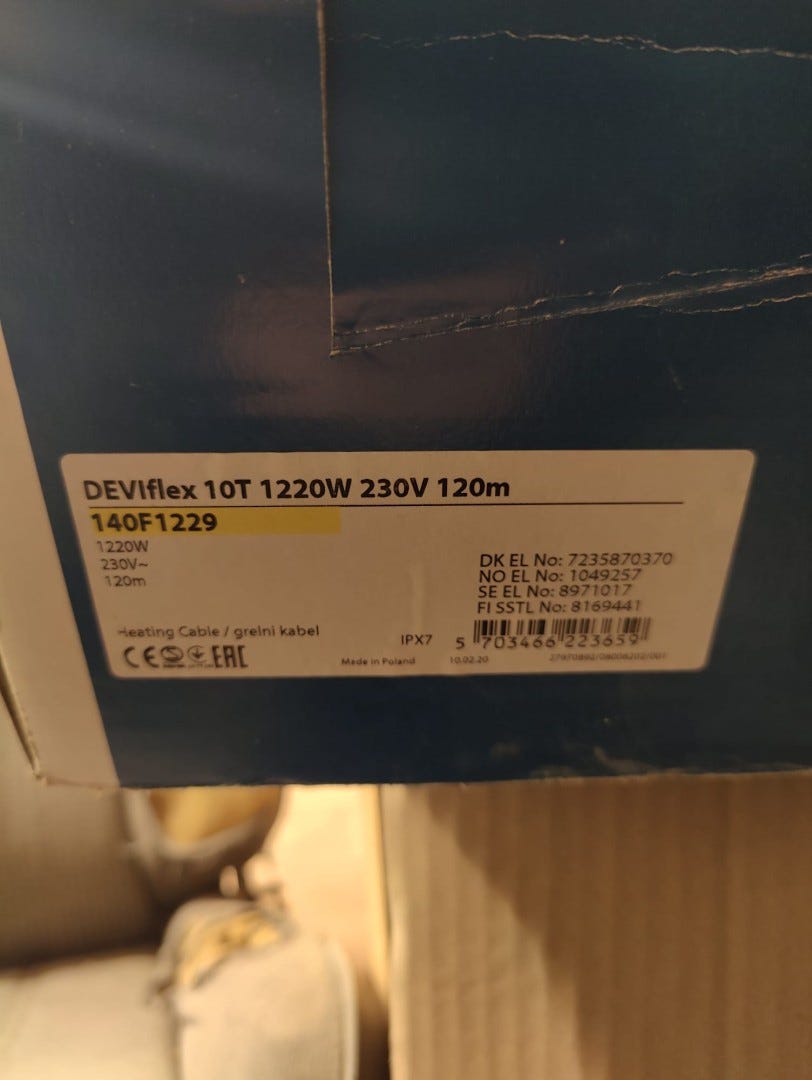 DEVIflex 10T 1220W 230V 120m
140F1229
1220W
230V~
120m
DK EL No: 7235870370
NO EL No: 1049257
SE EL No: 8971017
FI SSTL No: 8169441
Heating Cable / grelni kabel
IPX7
5 703466 223659
CE EAC
Made in Poland
10.02.20